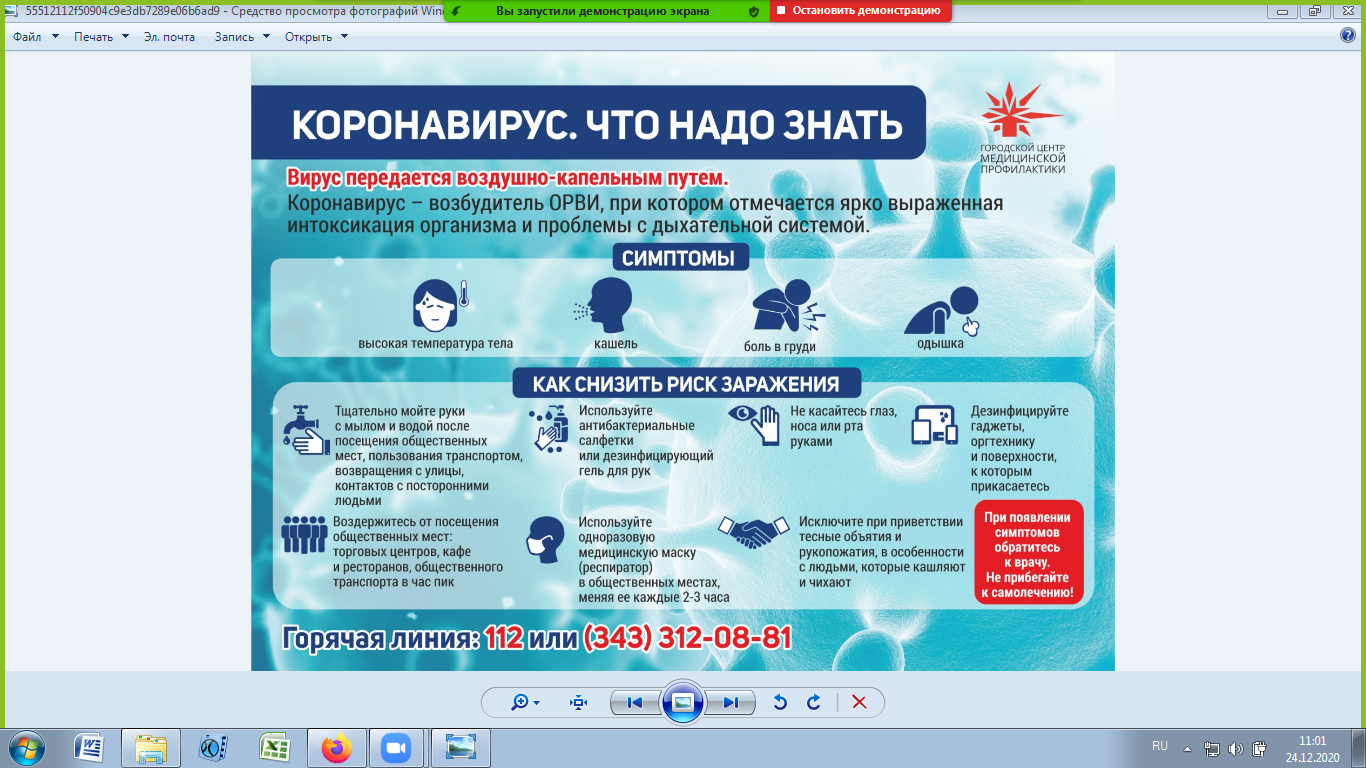 55512112f50904c9e3db7289e06b6ad9 - Средство просмотра фотографий Win
Вы запустили демонстрацию экрана
Остановить демонстрацию
Файл Печать Эл. почта Запись Открыть
КОРОНАВИРУС. ЧТО НАДО ЗНАТЬ
ГОРОДСКОЙ ЦЕНТР
МЕДИЦИНСКОЙ
ПРОФИЛАКТИКИ
Вирус передается воздушно-капельным путем.
Коронавирус – возбудитель ОРВИ, при котором отмечается ярко выраженная
интоксикация организма и проблемы с дыхательной системой.
СИМПТОМЫ
высокая температура тела
кашель
боль в груди
одышка
КАК СНИЗИТЬ РИСК ЗАРАЖЕНИЯ
Тщательно мойте руки
с мылом и водой после
посещения общественных
мест, пользования транспортом,
возвращения с улицы,
контактов с посторонними
людьми
Используйте
антибактериальные
салфетки
или дезинфицирующий
гель для рук
Не касайтесь глаз,
носа или рта
руками
Дезинфицируйте
гаджеты,
оргтехнику
и поверхности,
к которым
прикасаетесь
Воздержитесь от посещения
общественных мест:
торговых центров, кафе
и ресторанов, общественного
транспорта в час пик
Используйте
одноразовую
медицинскую маску
(респиратор)
в общественных местах,
меняя ее каждые 2-3 часа
Исключите при приветствии
тесные объятия и
рукопожатия, в особенности
с людьми, которые кашляют
и чихают
При появлении
симптомов
обратитесь
к врачу.
Не прибегайте
к самолечению!
Горячая линия: 112 или (343) 312-08-81
RU
11:01
24.12.2020